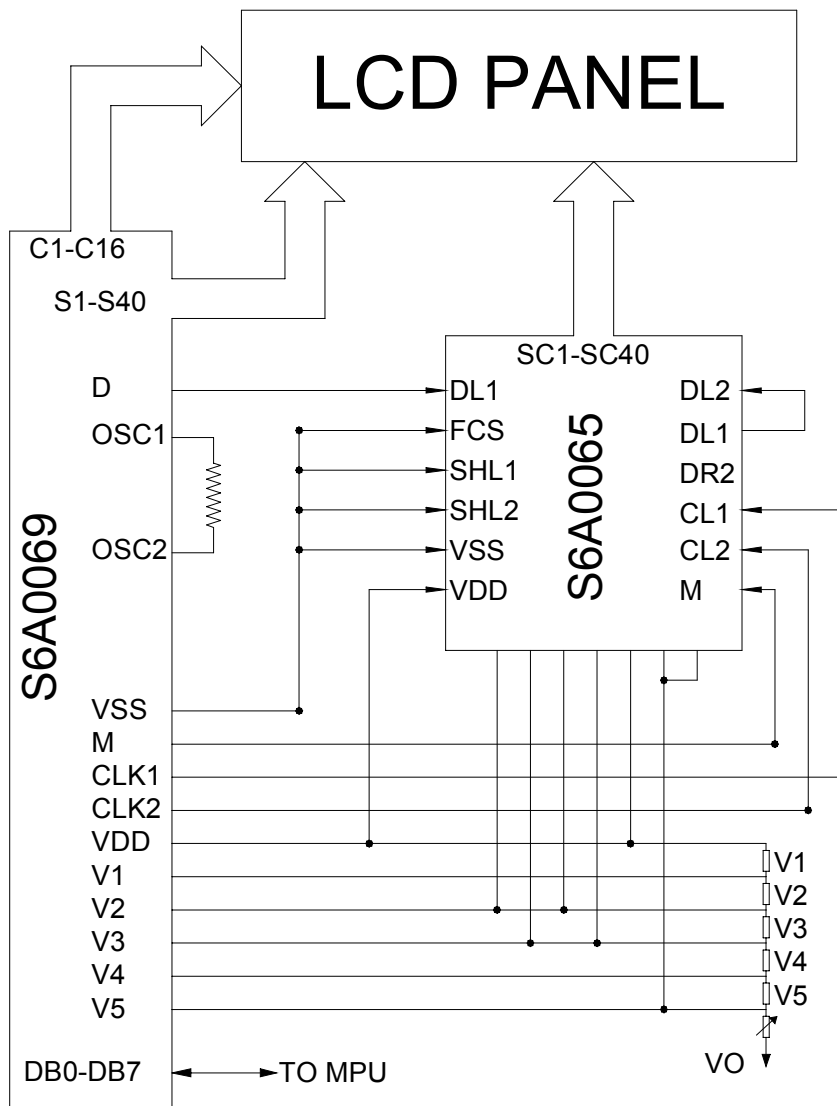 LCD PANEL
C1-C16
S1-S40
D
OSC1
OSC2
S6A0069
VSS
M
CLK1
CLK2
VDD
V1
V2
V3
V4
V5
DB0-DB7
TO MPU
SC1-SC40
DL1
FCS
SHL1
SHL2
VSS
VDD
S6A0065
DL2
DL1
DR2
CL1
CL2
M
V1
V2
V3
V4
V5
VO